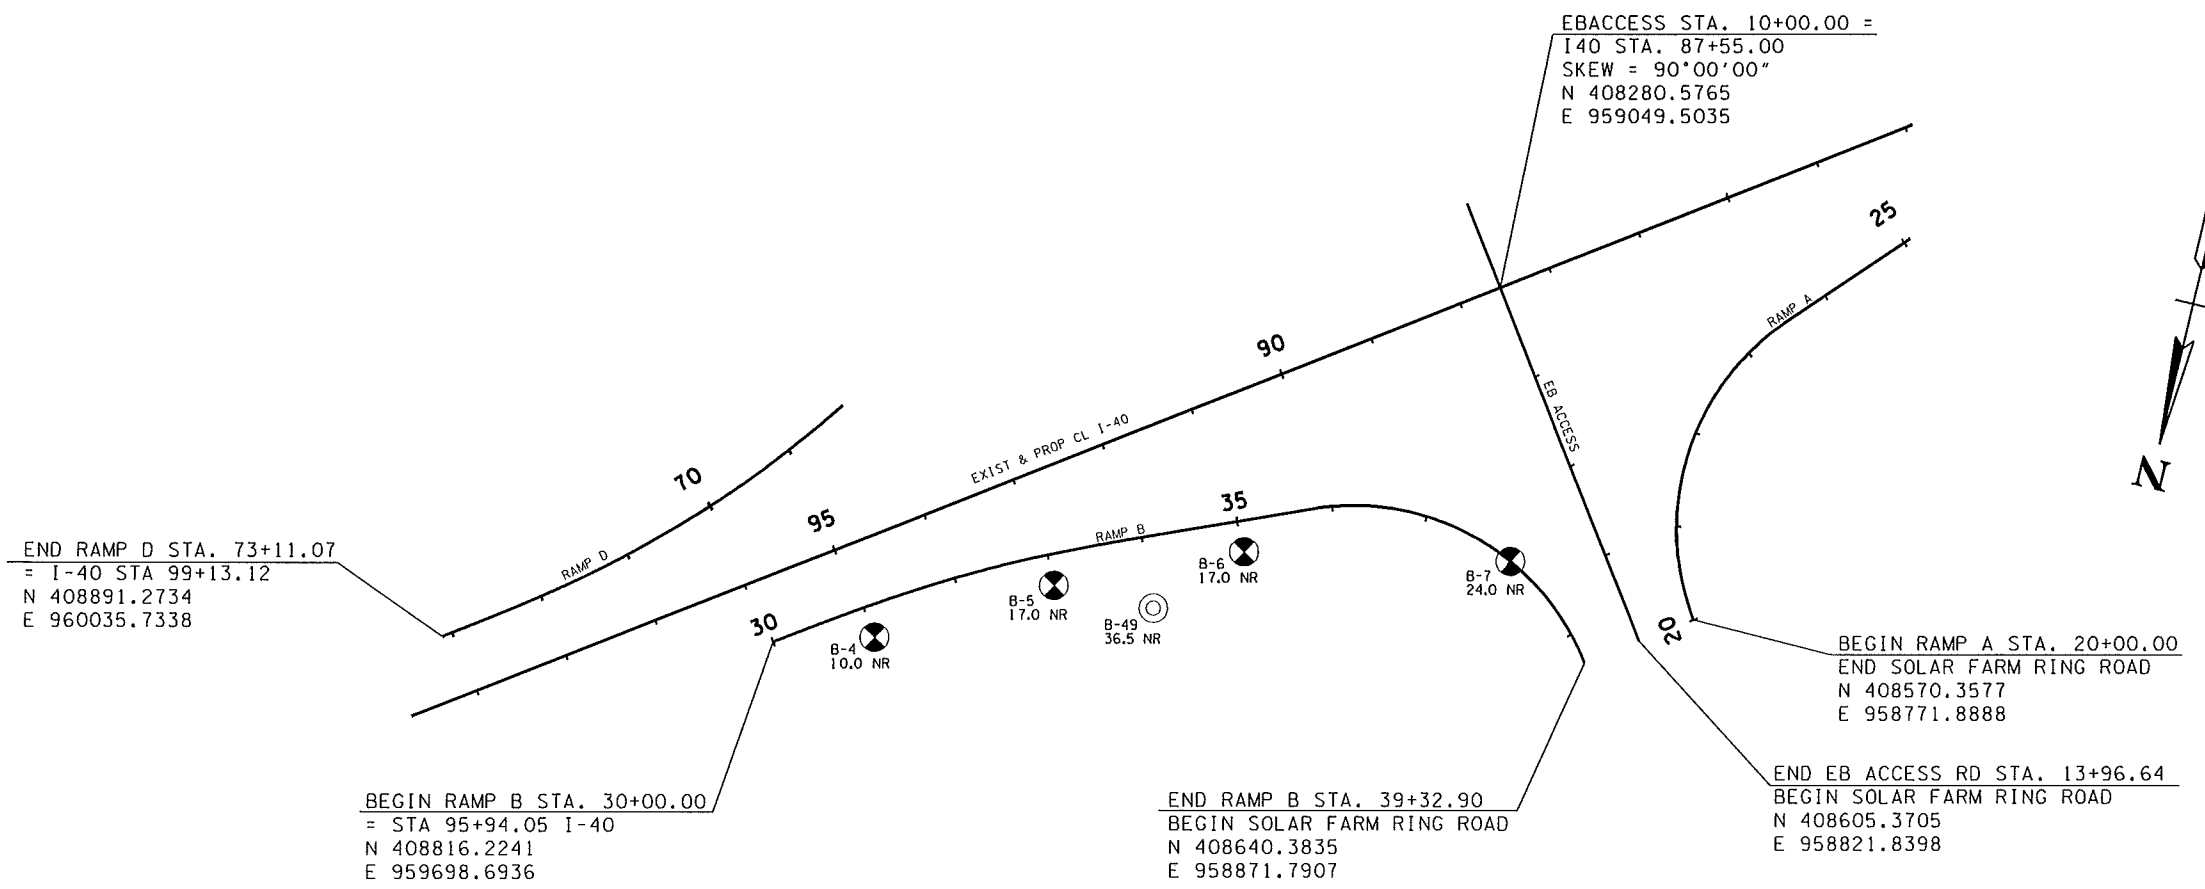 EBACCESS STA. 10+00.00 =
I40 STA. 87+55.00
SKEW = 90°00'00"
N 408280.5765
E 959049.5035
25
RAMP A
N
90
EB ACCESS
EXIST & PROP CL I-40
70
RAMP D
95
35
RAMP B
30
B-4
10.0 NR
B-5
17.0 NR
B-49
36.5 NR
B-6
17.0 NR
B-7
24.0 NR
20
END RAMP D STA. 73+11.07
= I-40 STA 99+13.12
N 408891.2734
E 960035.7338
BEGIN RAMP A STA. 20+00.00
END SOLAR FARM RING ROAD
N 408570.3577
E 958771.8888
BEGIN RAMP B STA. 30+00.00
= STA 95+94.05 I-40
N 408816.2241
E 959698.6936
END RAMP B STA. 39+32.90
BEGIN SOLAR FARM RING ROAD
N 408640.3835
E 958871.7907
END EB ACCESS RD STA. 13+96.64
BEGIN SOLAR FARM RING ROAD
N 408605.3705
E 958821.8398